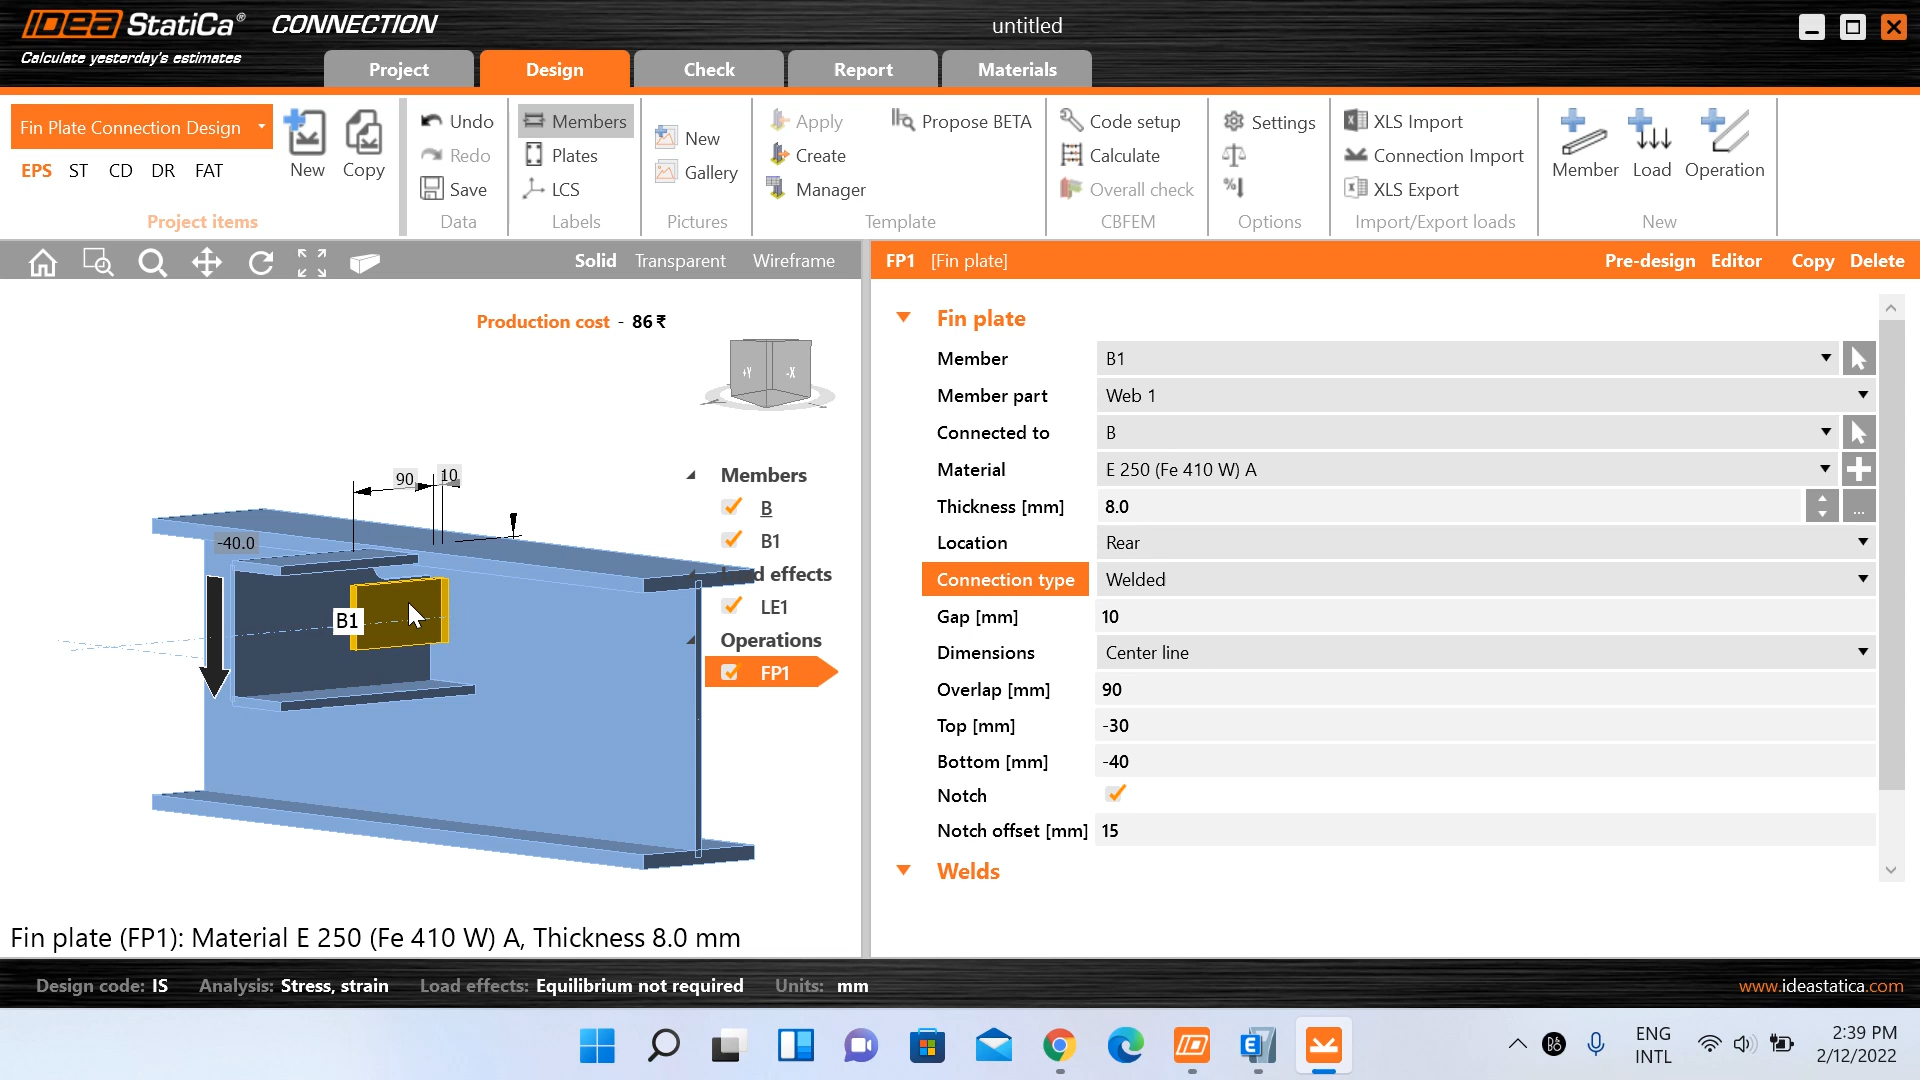 IDEA StatiCa® CONNECTION
Calculate yesterday's estimates
untitled
Project
Design
Check
Report
Materials
Fin Plate Connection Design
EPS ST CD DR FAT
Project items
New
Copy
Undo
Redo
Save
Data
Members
Plates
LCS
Labels
New
Gallery
Pictures
Apply
Propose BETA
Create
Manager
Template
Code setup
Calculate
Overall check
CBFEM
Settings
Options
XLS Import
Connection Import
XLS Export
Import/Export loads
Member
Load
Operation
New
Solid Transparent Wireframe
FP1 [Fin plate]
Pre-design Editor Copy Delete
Production cost - 86₹
+Y -X
90 10
-40.0
B1
Members
B
B1
Load effects
LE1
Operations
FP1
Fin plate (FP1): Material E 250 (Fe 410 W) A, Thickness 8.0 mm
Fin plate
Member B1
Member part Web 1
Connected to B
Material E 250 (Fe 410 W) A
Thickness [mm] 8.0 ...
Location Rear
Connection type Welded
Gap [mm] 10
Dimensions Center line
Overlap [mm] 90
Top [mm] -30
Bottom [mm] -40
Notch
Notch offset [mm] 15
Welds
Design code: IS Analysis: Stress, strain Load effects: Equilibrium not required Units: mm
www.ideastatica.com
ENG
INTL
2:39 PM
2/12/2022